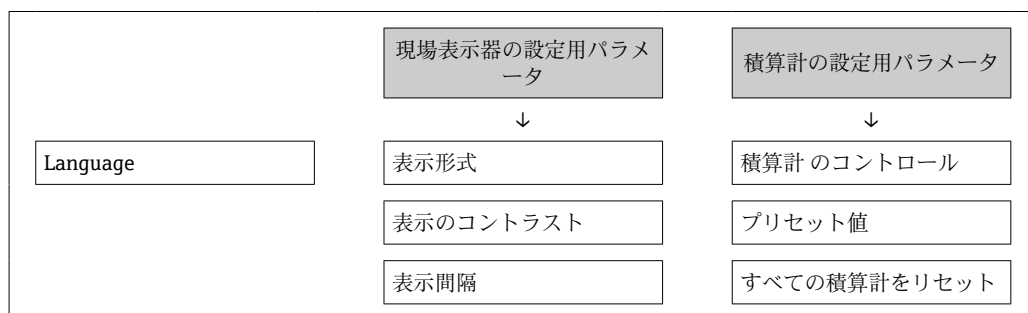 現場表示器の設定用パラメ
ータ
積算計の設定用パラメータ
↓
↓
Language
表示形式
積算計 のコントロール
表示のコントラスト
プリセット値
表示間隔
すべての積算計をリセット